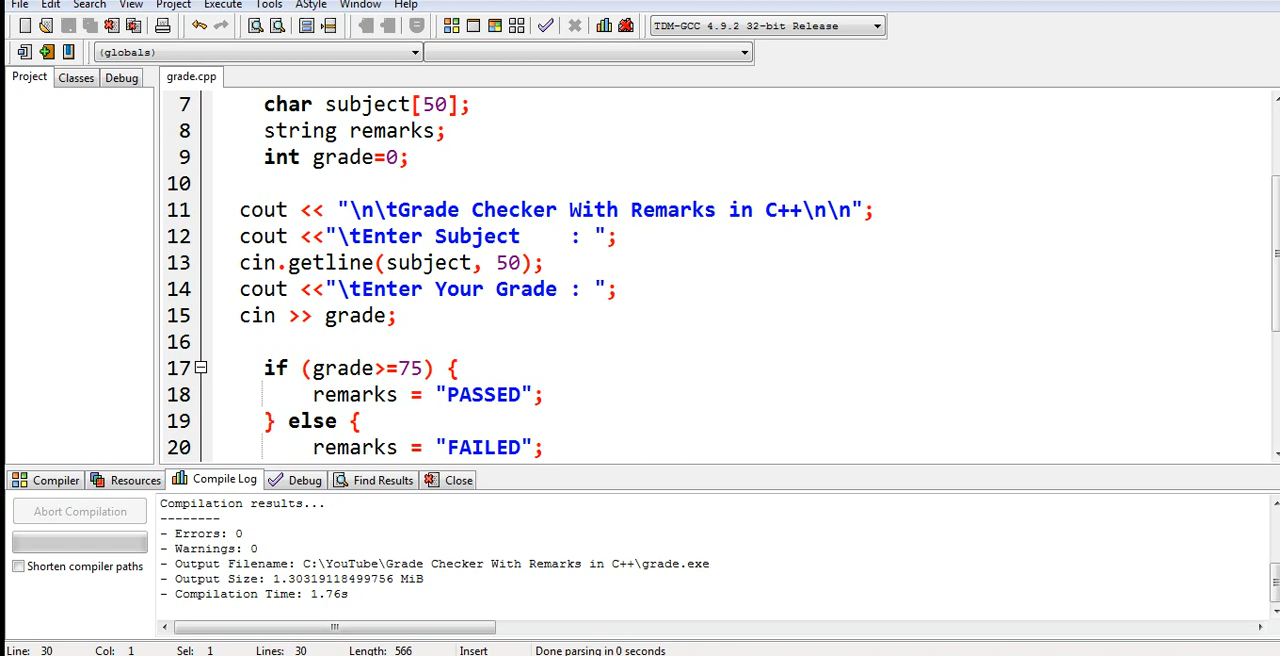 File Edit Search View Project Execute Tools AStyle Window Help
TDM-GCC 4.9.2 32-bit Release
(globals)
Project Classes Debug grade.cpp
7 char subject[50];
8 string remarks;
9 int grade=0;
10
11 cout << "\n\tGrade Checker With Remarks in C++\n\n";
12 cout <<"\tEnter Subject    : ";
13 cin.getline(subject, 50);
14 cout <<"\tEnter Your Grade : ";
15 cin >> grade;
16
17 if (grade>=75) {
18 remarks = "PASSED";
19 } else {
20 remarks = "FAILED";
Compiler Resources Compile Log Debug Find Results Close
Abort Compilation
Shorten compiler paths
Compilation results...
--------
- Errors: 0
- Warnings: 0
- Output Filename: C:\YouTube\Grade Checker With Remarks in C++\grade.exe
- Output Size: 1.30319118499756 MiB
- Compilation Time: 1.76s
Line: 30 Col: 1 Sel: 1 Lines: 30 Length: 566 Insert Done parsing in 0 seconds